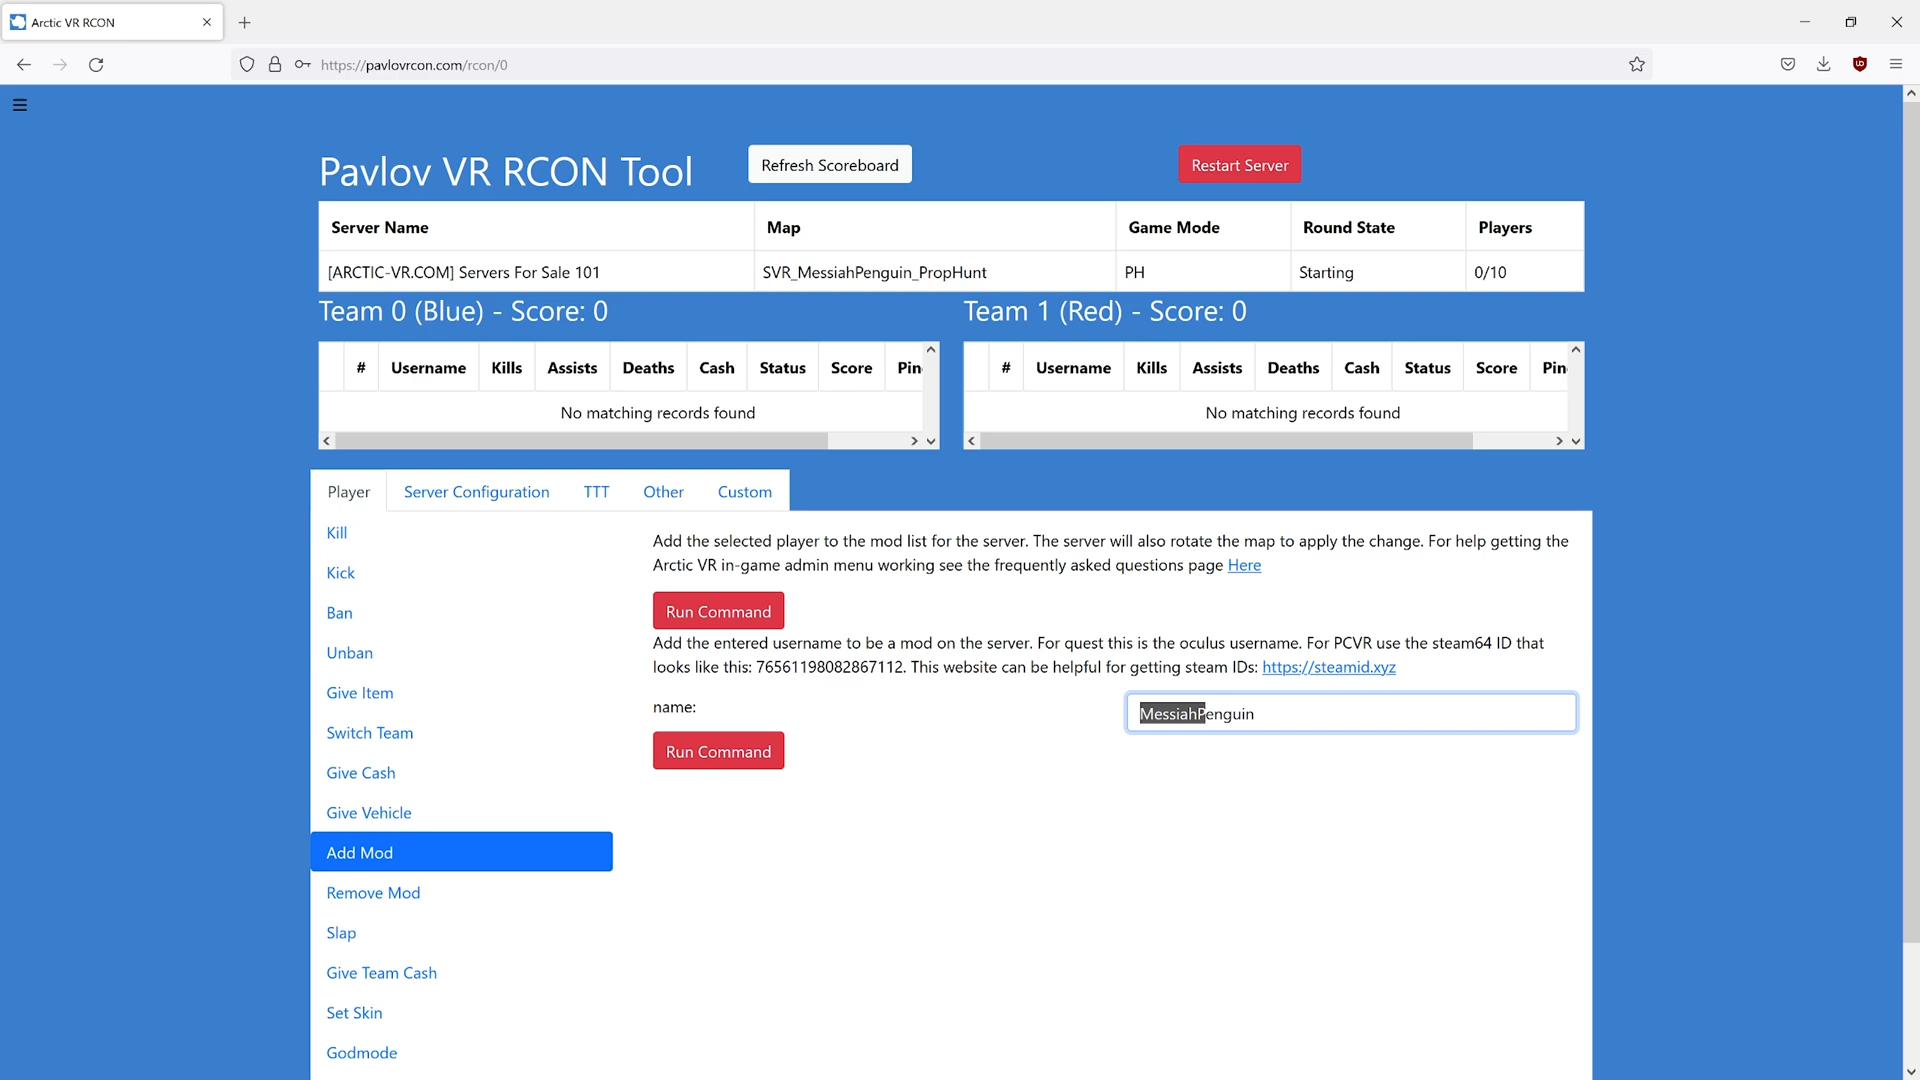 Arctic VR RCON
https://pavlovrcon.com/rcon/0
Pavlov VR RCON Tool
Refresh Scoreboard
Restart Server
Server Name Map Game Mode Round State Players
[ARCTIC-VR.COM] Servers For Sale 101 SVR_MessiahPenguin_PropHunt PH Starting 0/10
Team 0 (Blue) - Score: 0
Team 1 (Red) - Score: 0
# Username Kills Assists Deaths Cash Status Score Pin
No matching records found
# Username Kills Assists Deaths Cash Status Score Pin
No matching records found
Player Server Configuration TTT Other Custom
Kill
Kick
Ban
Unban
Give Item
Switch Team
Give Cash
Give Vehicle
Add Mod
Remove Mod
Slap
Give Team Cash
Set Skin
Godmode
Add the selected player to the mod list for the server. The server will also rotate the map to apply the change. For help getting the
Arctic VR in-game admin menu working see the frequently asked questions page Here
Run Command
Add the entered username to be a mod on the server. For quest this is the oculus username. For PCVR use the steam64 ID that
looks like this: 76561198082867112. This website can be helpful for getting steam IDs: https://steamid.xyz
name: MessiahPenguin
Run Command